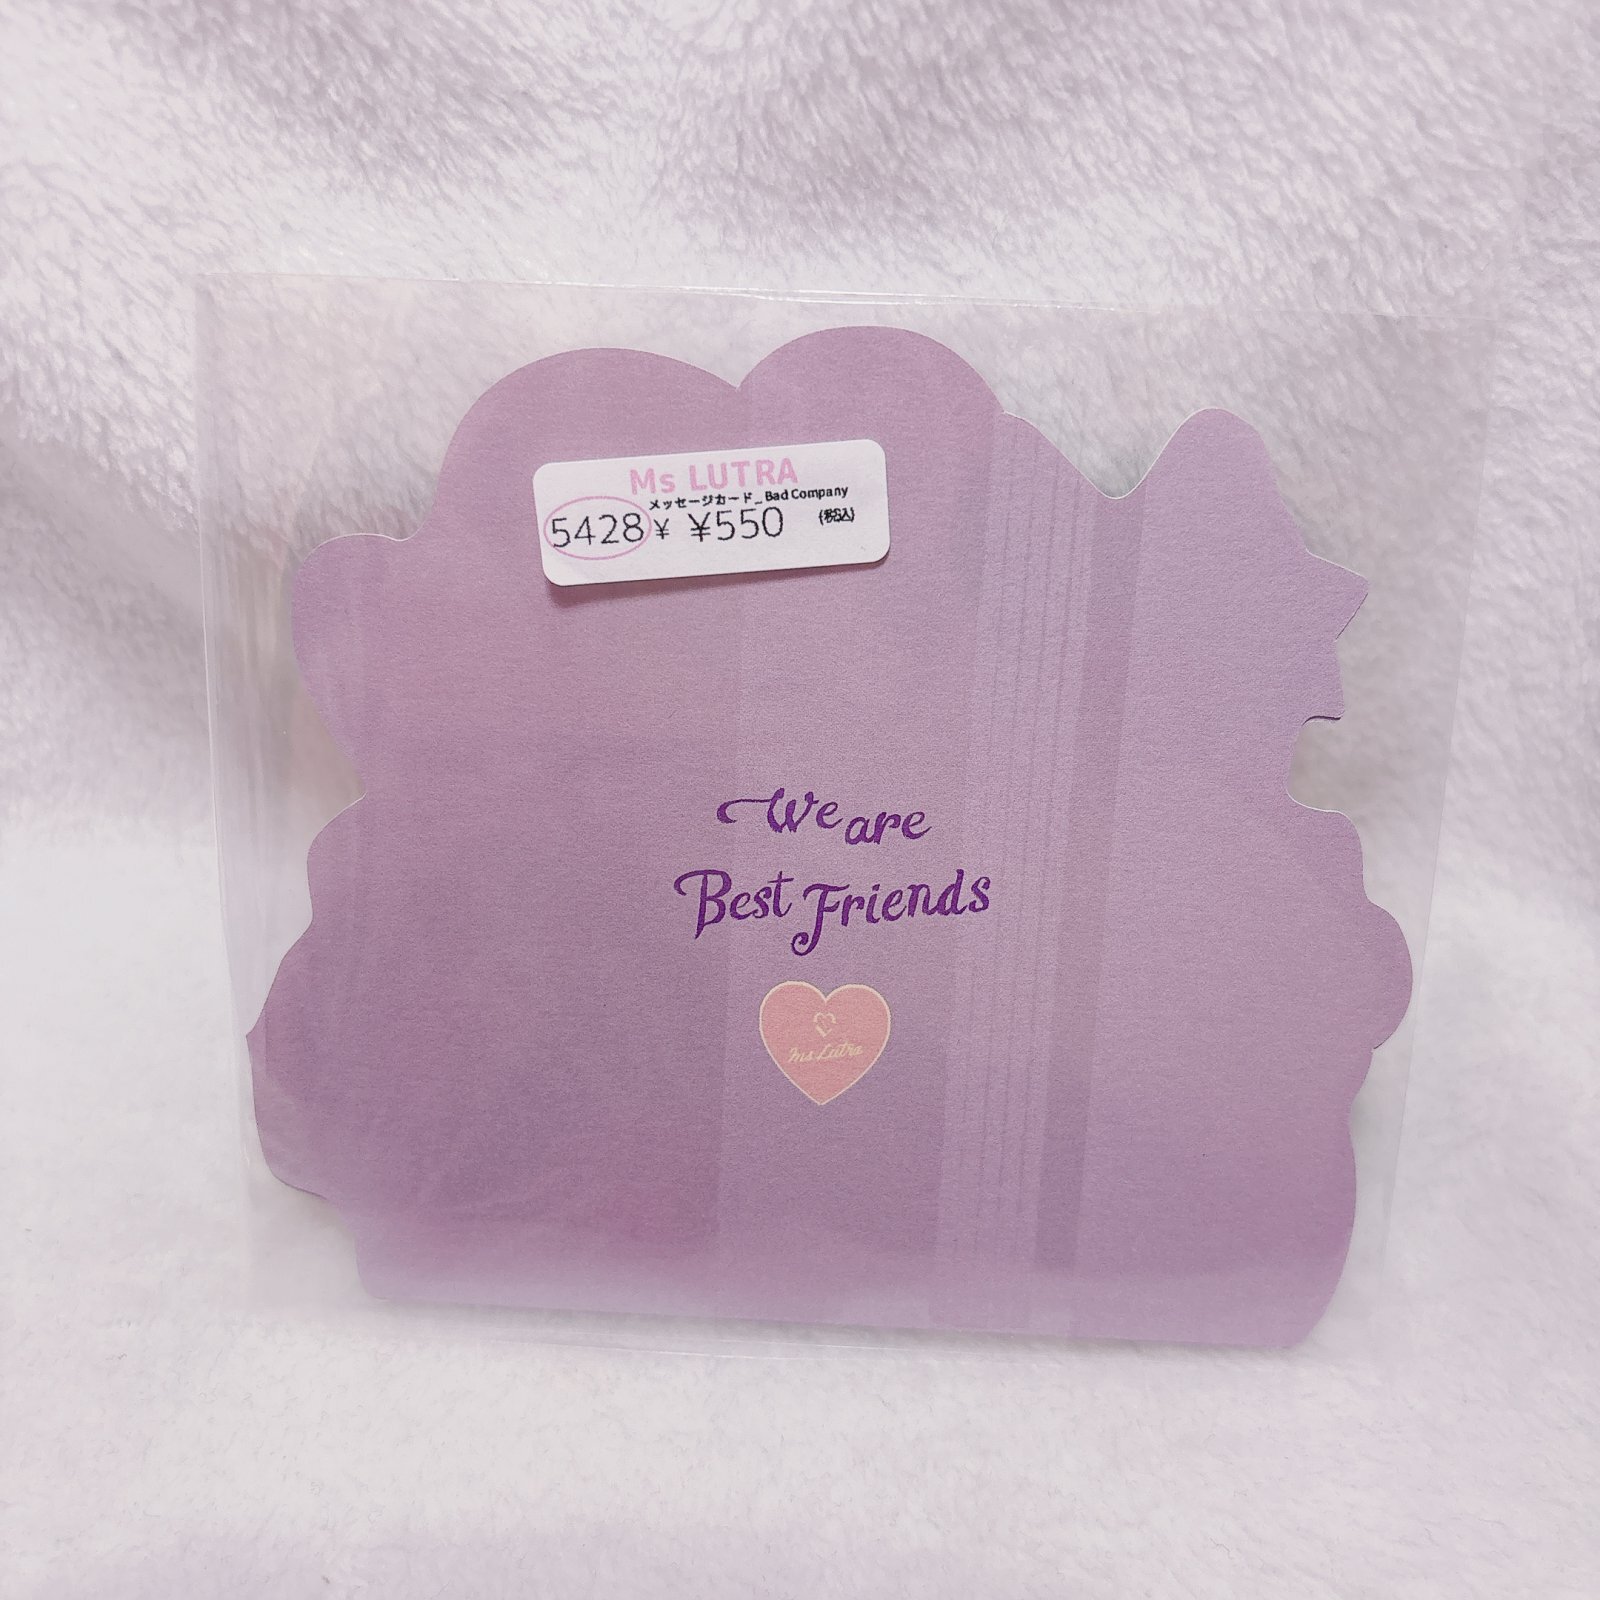 Ms LUTRA
メッセージカード_Bad Company
5428 ¥ ¥550 (税込)
We are
Best Friends
Ms Lutra